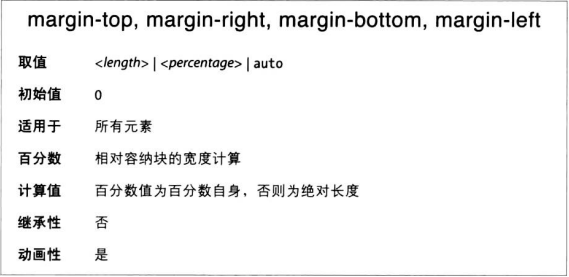 margin-top, margin-right, margin-bottom, margin-left
取值 <length> | <percentage> | auto
初始值 0
适用于 所有元素
百分数 相对容纳块的宽度计算
计算值 百分数值为百分数自身，否则为绝对长度
继承性 否
动画性 是